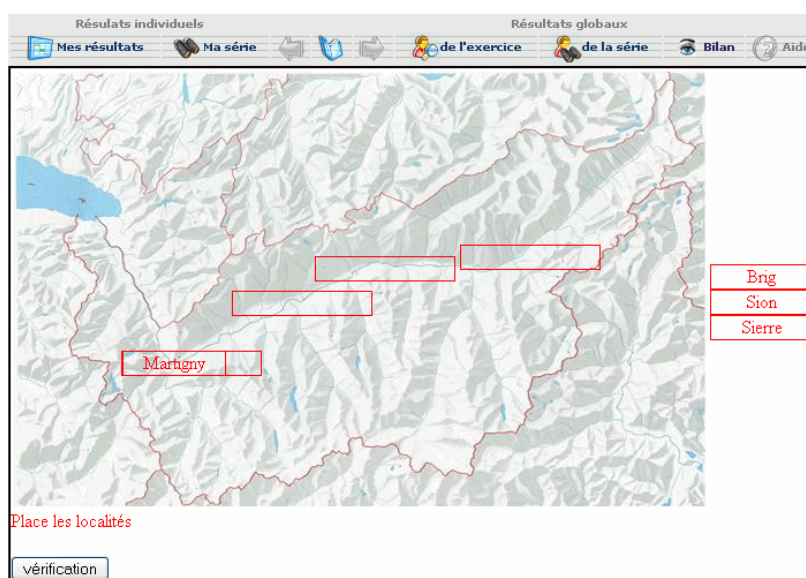 Résulats individuels Résultats globaux
Mes résultats Ma série de l'exercice de la série Bilan Aide
Brig
Sion
Sierre
Martigny
Place les localités
vérification